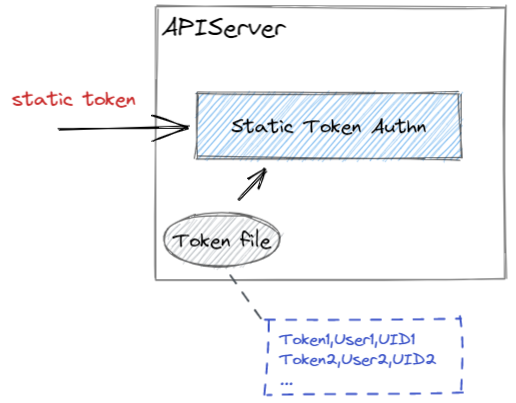 APIServer
static token
Static Token Authn
Token file
Token1,User1,UID1
Token2,User2,UID2
...